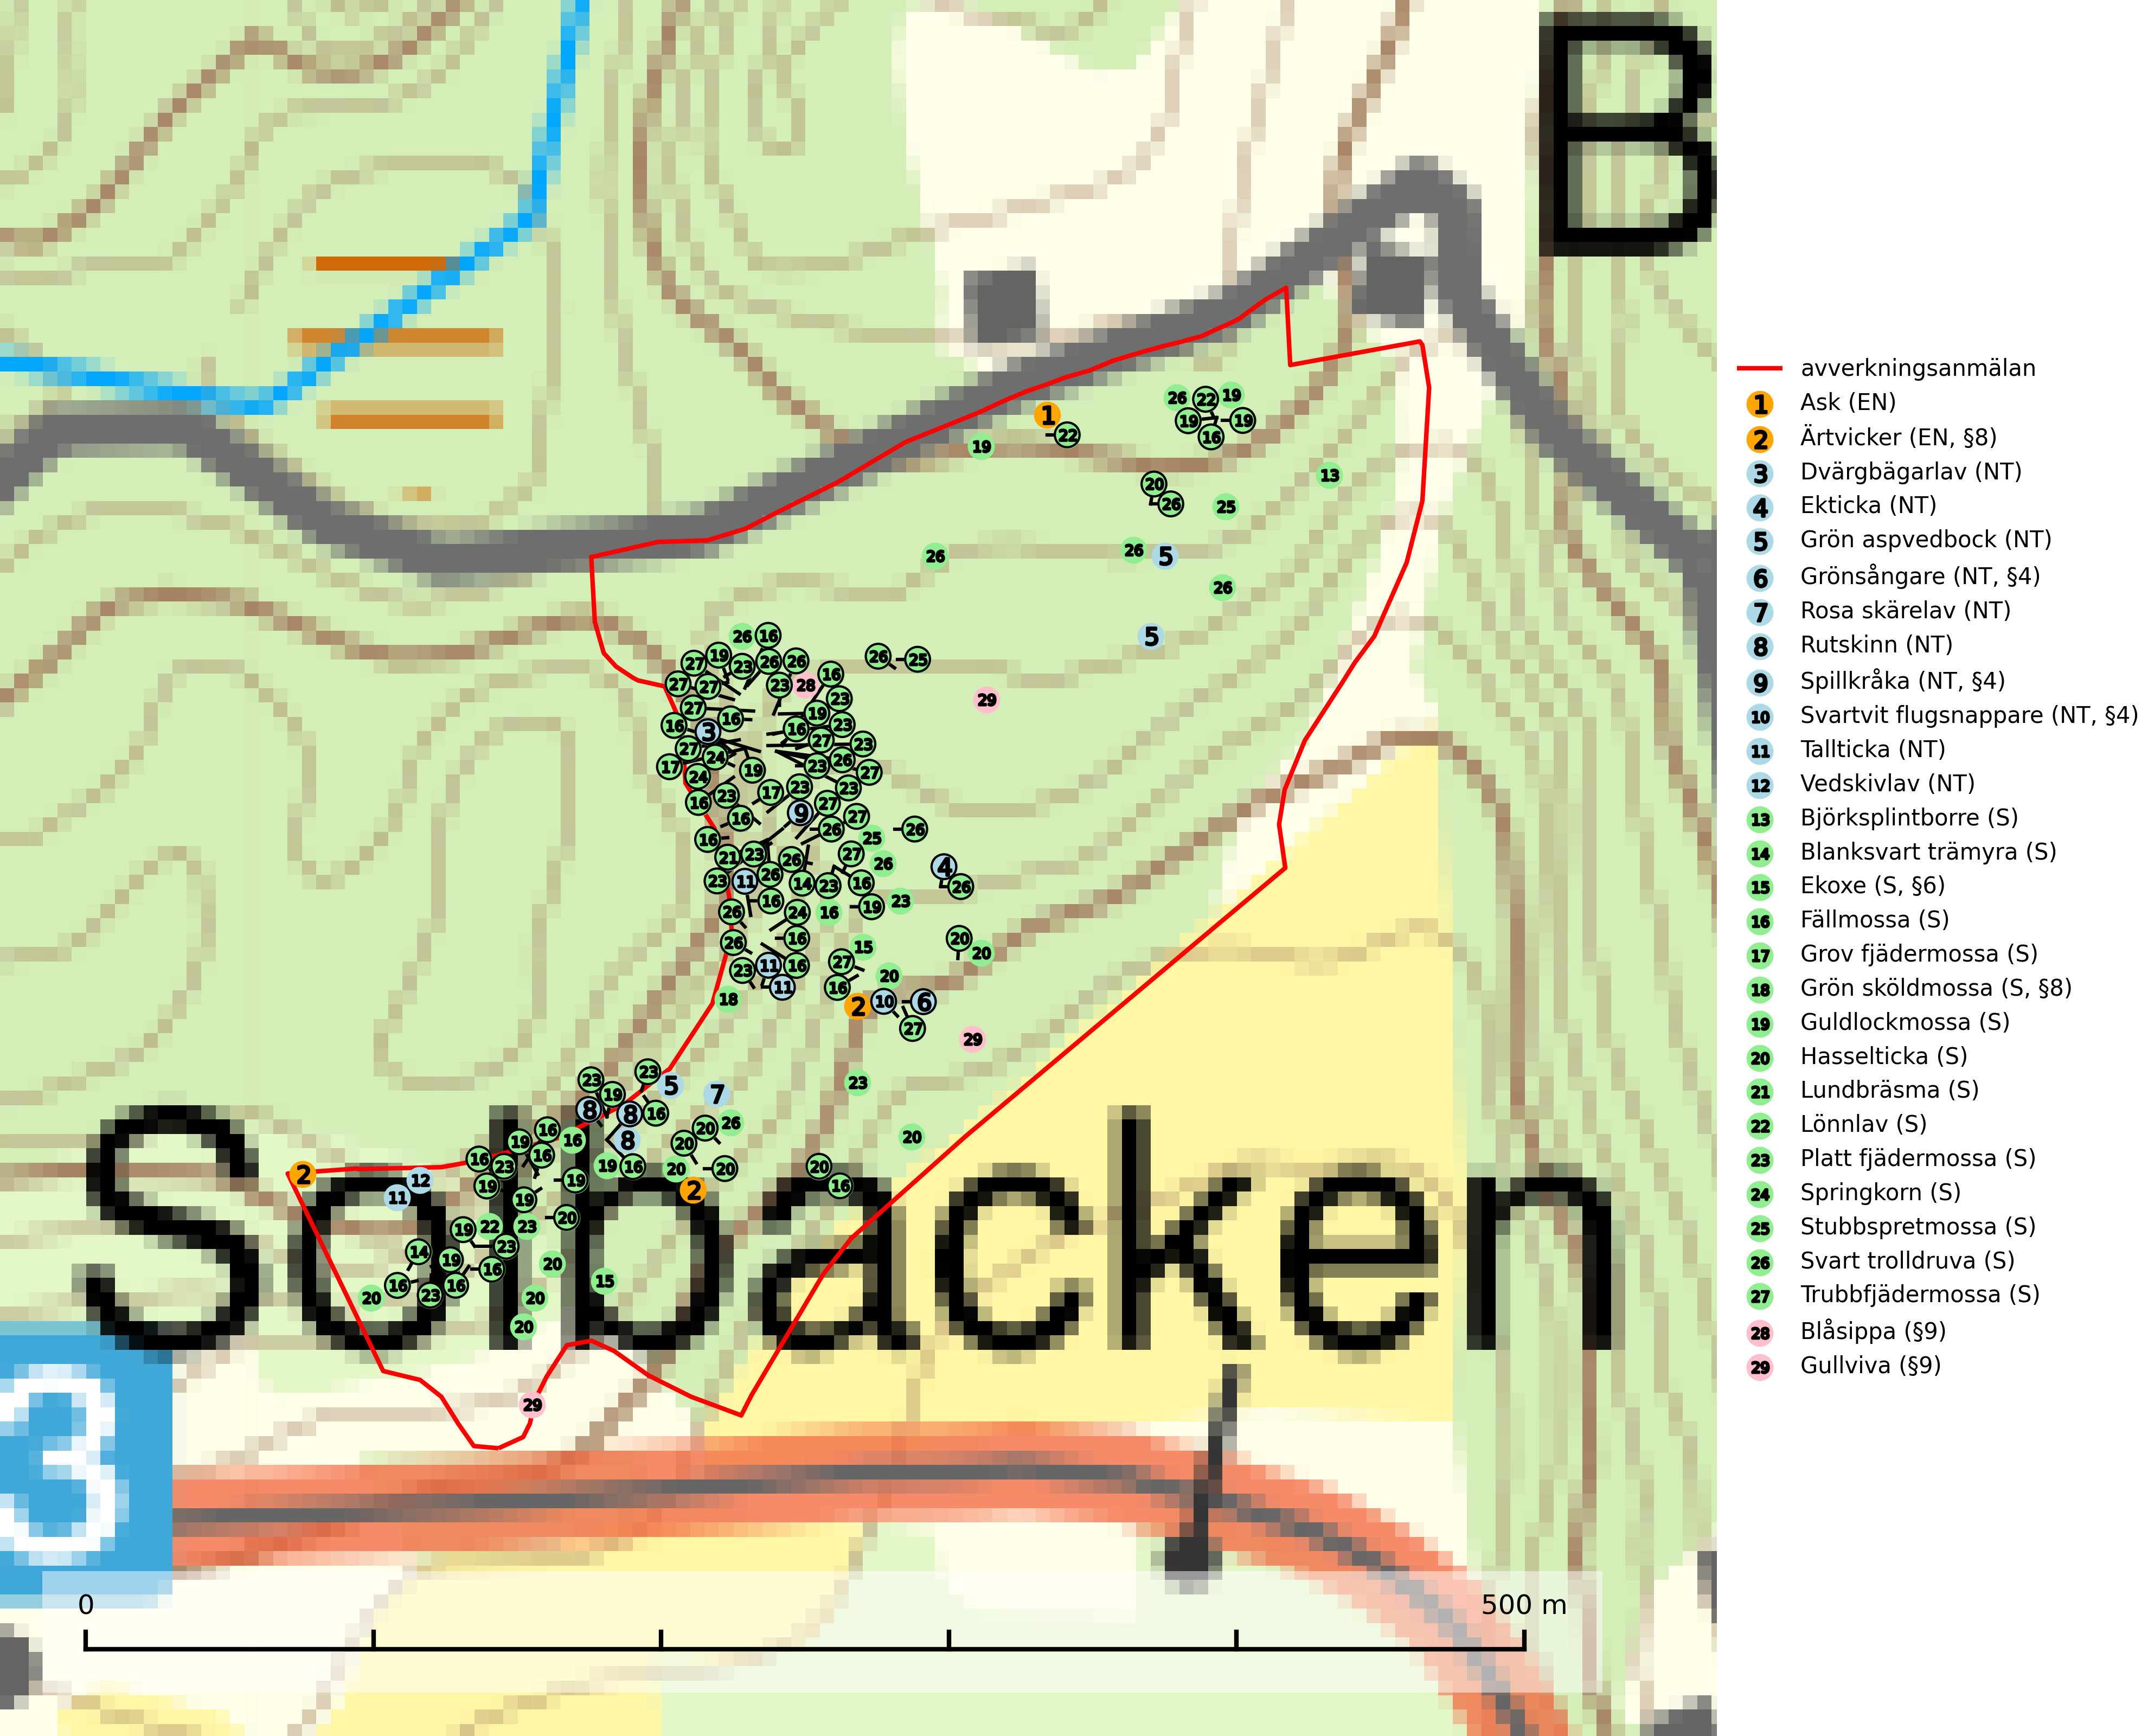 B
Solbacken
3
0
500 m
avverkningsanmälan
1 Ask (EN)
2 Ärtvicker (EN, §8)
3 Dvärgbägarlav (NT)
4 Ekticka (NT)
5 Grön aspvedbock (NT)
6 Grönsångare (NT, §4)
7 Rosa skärelav (NT)
8 Rutskinn (NT)
9 Spillkråka (NT, §4)
10 Svartvit flugsnappare (NT, §4)
11 Tallticka (NT)
12 Vedskivlav (NT)
13 Björksplintborre (S)
14 Blanksvart trämyra (S)
15 Ekoxe (S, §6)
16 Fällmossa (S)
17 Grov fjädermossa (S)
18 Grön sköldmossa (S, §8)
19 Guldlockmossa (S)
20 Hasselticka (S)
21 Lundbräsma (S)
22 Lönnlav (S)
23 Platt fjädermossa (S)
24 Springkorn (S)
25 Stubbspretmossa (S)
26 Svart trolldruva (S)
27 Trubbfjädermossa (S)
28 Blåsippa (§9)
29 Gullviva (§9)